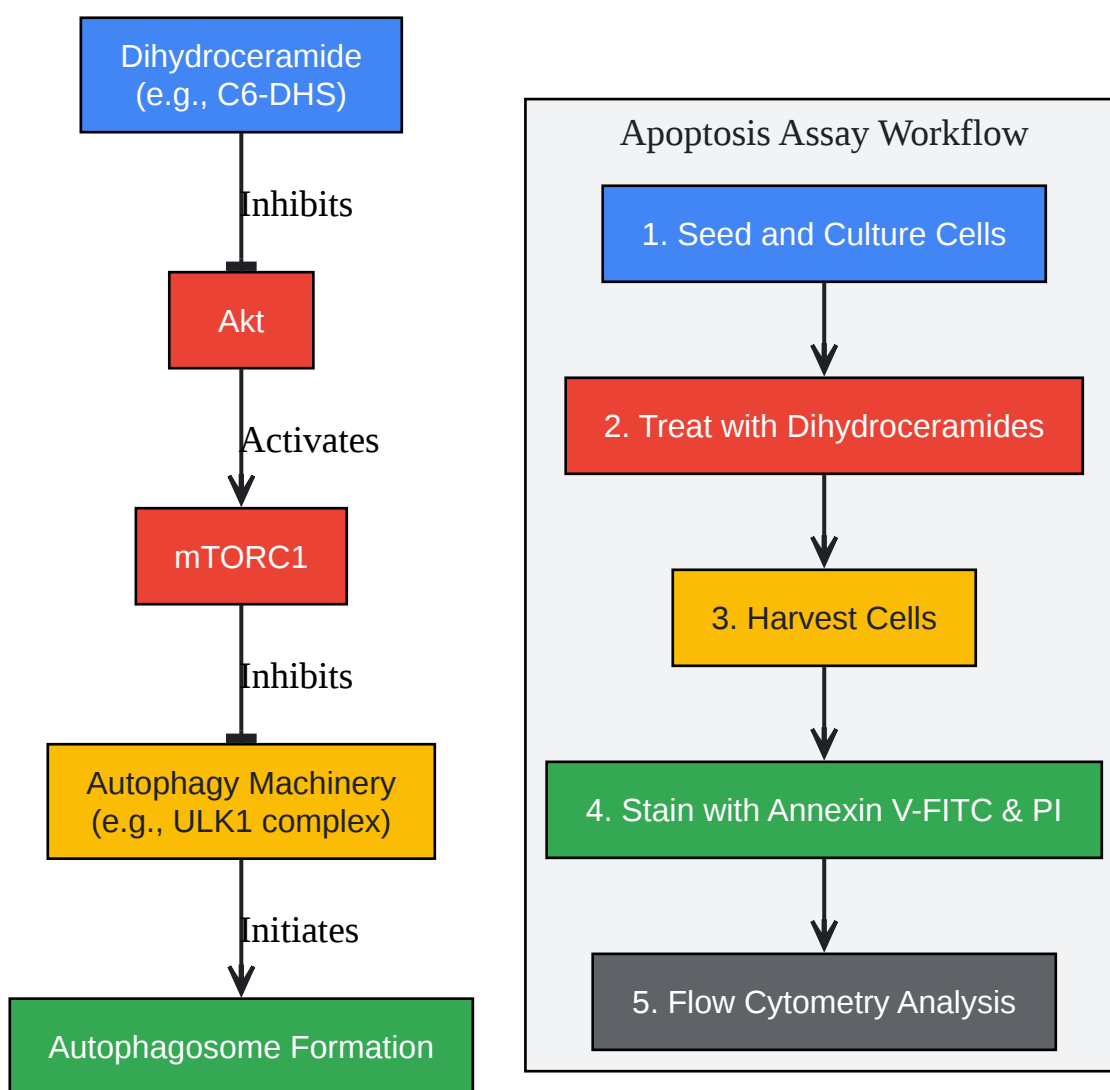 Dihydroceramide
(e.g., C6-DHS)
Inhibits
Akt
Activates
mTORC1
Inhibits
Autophagy Machinery
(e.g., ULK1 complex)
Initiates
Autophagosome Formation
Apoptosis Assay Workflow
1. Seed and Culture Cells
2. Treat with Dihydroceramides
3. Harvest Cells
4. Stain with Annexin V-FITC & PI
5. Flow Cytometry Analysis